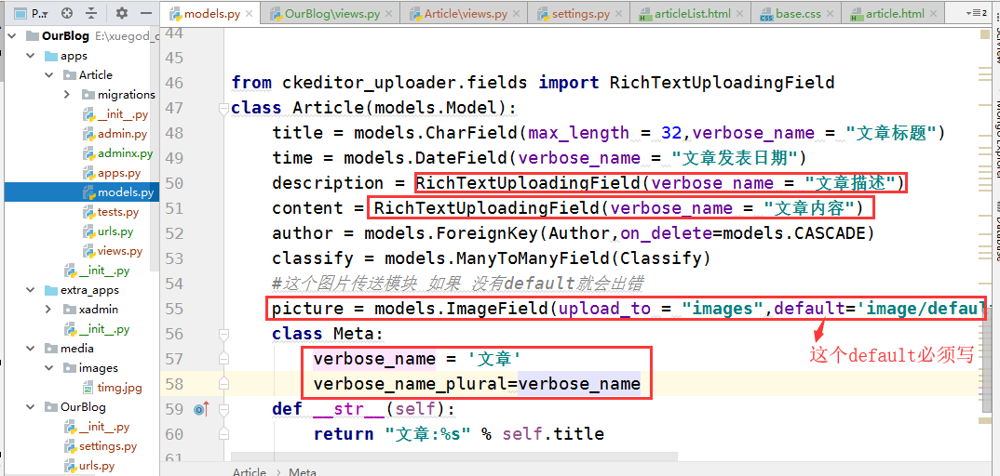 P...
2
models.py
OurBlog\views.py
Article\views.py
settings.py
articleList.html
base.css
article.html
OurBlog E:\xuegod_d
apps
Article
migrations
__init__.py
admin.py
adminx.py
apps.py
models.py
tests.py
urls.py
views.py
__init__.py
extra_apps
xadmin
__init__.py
media
images
timg.jpg
OurBlog
__init__.py
settings.py
urls.py
44
45
46 from ckeditor_uploader.fields import RichTextUploadingField
47 class Article(models.Model):
48 title = models.CharField(max_length = 32,verbose_name = "文章标题")
49 time = models.DateField(verbose_name = "文章发表日期")
50 description = RichTextUploadingField(verbose_name = "文章描述")
51 content = RichTextUploadingField(verbose_name = "文章内容")
52 author = models.ForeignKey(Author,on_delete=models.CASCADE)
53 classify = models.ManyToManyField(Classify)
54 #这个图片传送模块 如果 没有default就会出错
55 picture = models.ImageField(upload_to = "images",default='image/defaul
56 class Meta:
57 verbose_name = '文章'
这个default必须写
58 verbose_name_plural=verbose_name
59 def __str__(self):
60 return "文章:%s" % self.title
61
Article
Meta
Database